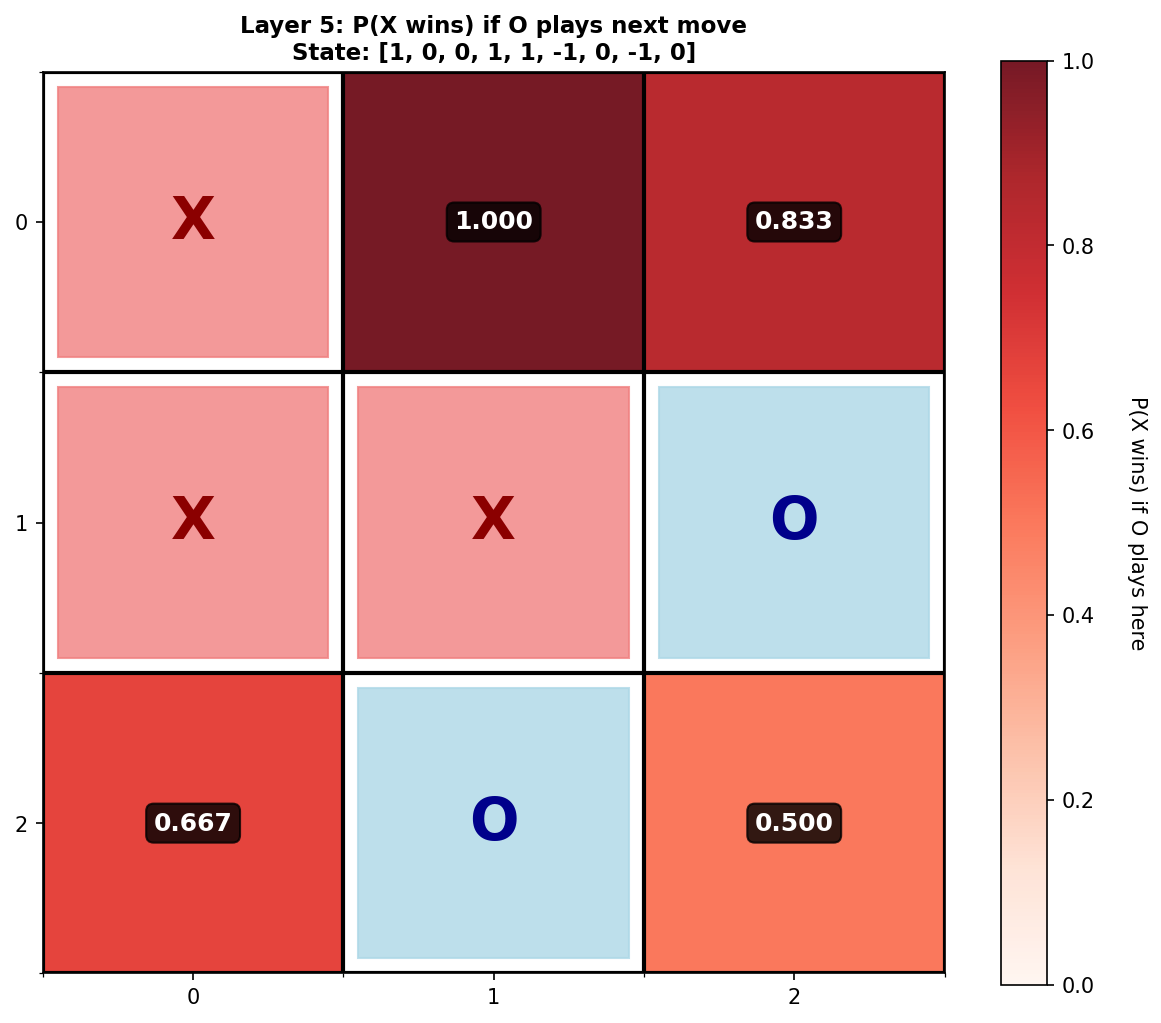 Layer 5: P(X wins) if O plays next move
State: [1, 0, 0, 1, 1, -1, 0, -1, 0]
X
1.000
0.833
X
X
O
0.667
O
0.500
0
1
2
0
1
2
1.0
0.8
0.6
0.4
0.2
0.0
P(X wins) if O plays here